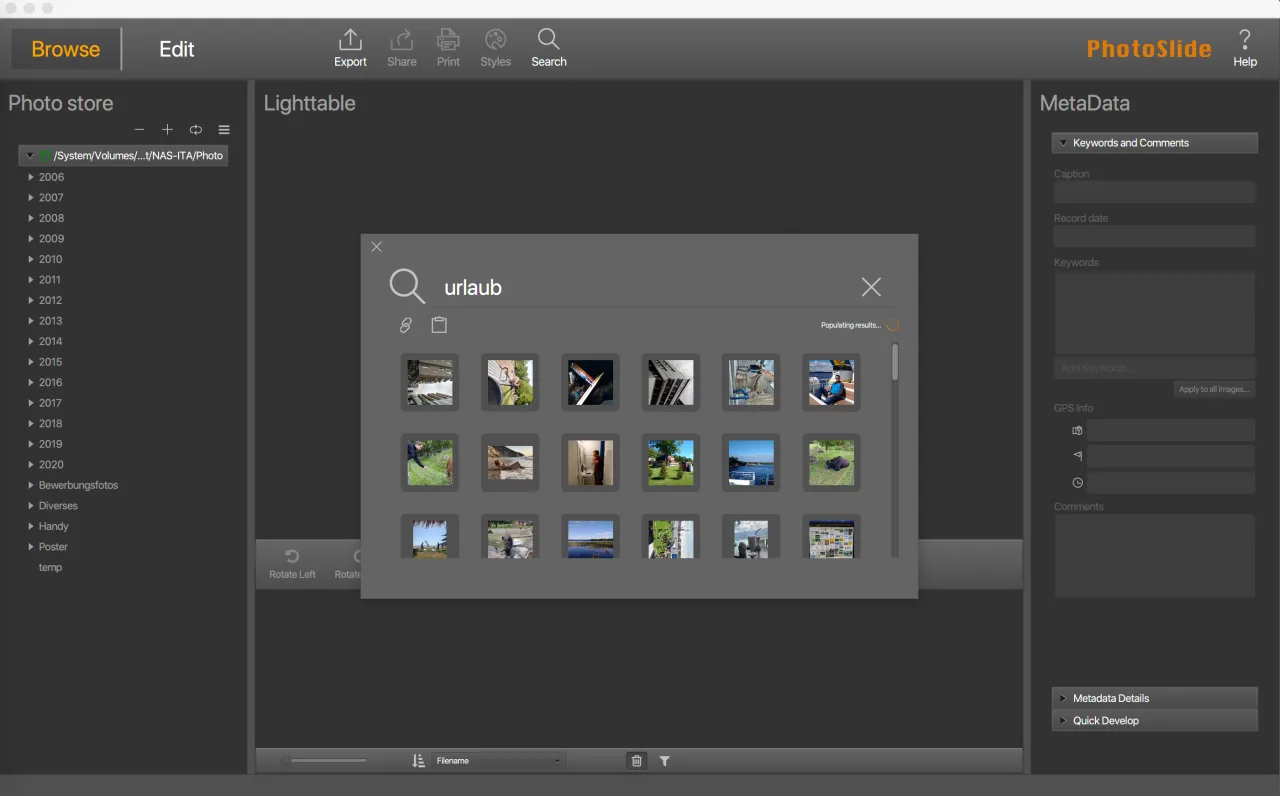 Browse
Edit
Export
Share
Print
Styles
Search
PhotoSlide
Help
Photo store
/System/Volumes/...t/NAS-ITA/Photo
2006
2007
2008
2009
2010
2011
2012
2013
2014
2015
2016
2017
2018
2019
2020
Bewerbungsfotos
Diverses
Handy
Poster
temp
Lighttable
urlaub
Populating results...
Rotate Left
Rotate
Filename
MetaData
Keywords and Comments
Caption
Record date
Keywords
Add Keywords...
Apply to all images...
GPS Info
Comments
Metadata Details
Quick Develop